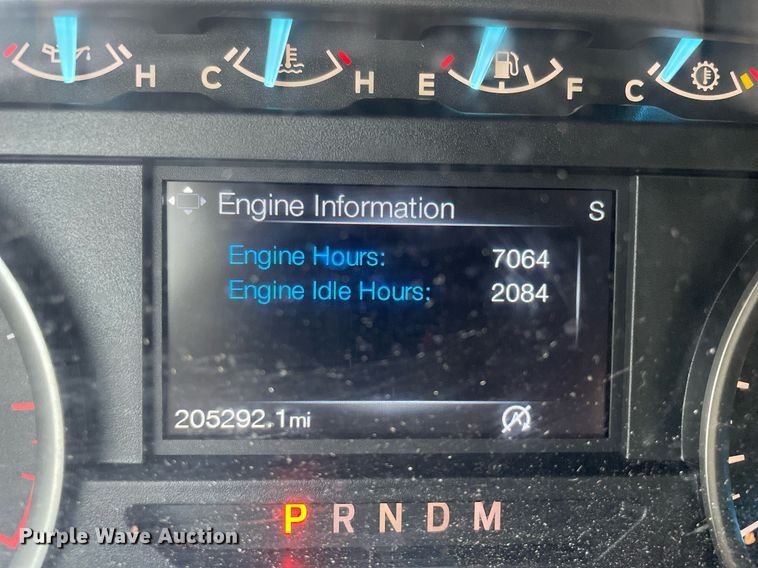 H C H E F C
Engine Information S
Engine Hours: 7064
Engine Idle Hours: 2084
205292.1mi
P R N D M
Purple Wave Auction